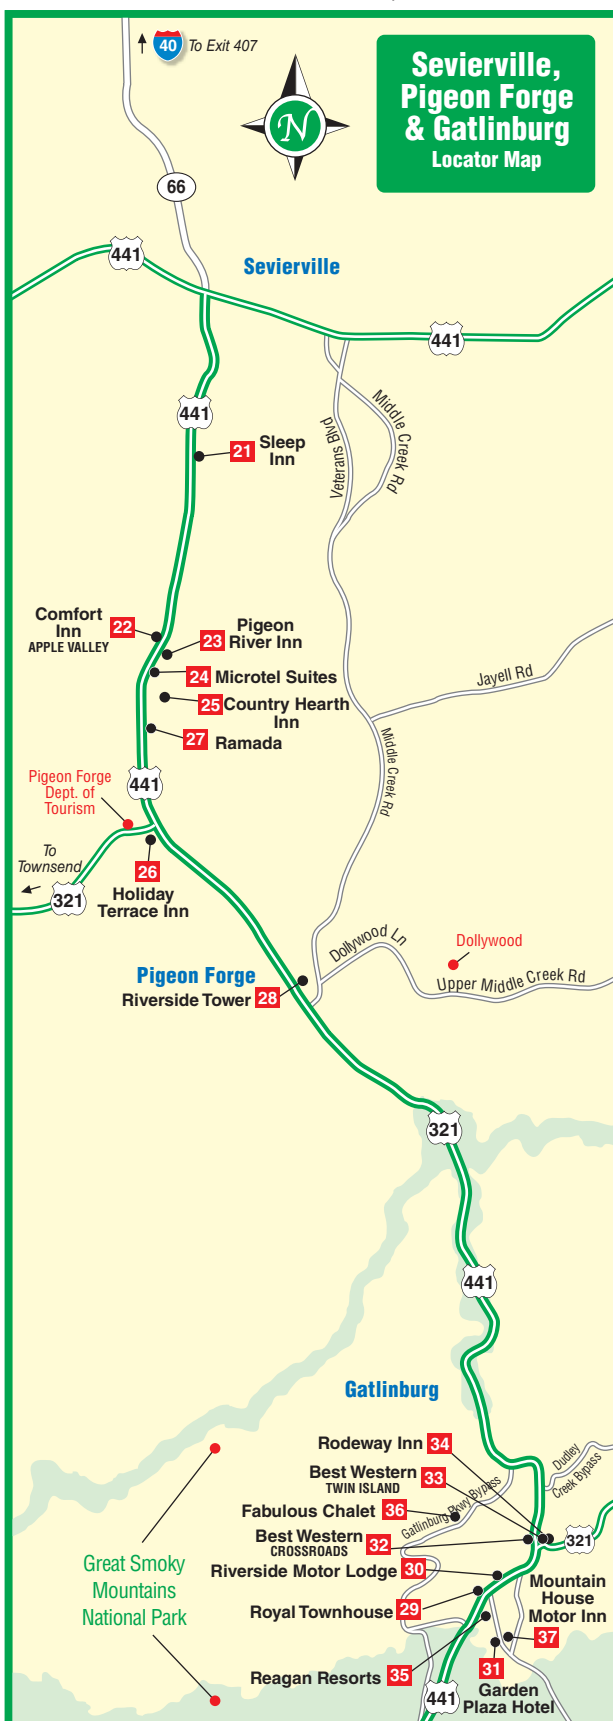 40
To Exit 407
N
Sevierville,
Pigeon Forge
& Gatlinburg
Locator Map
66
441
Sevierville
441
441
Middle Creek Rd
Veterans Blvd
21
Sleep
Inn
Comfort
Inn
APPLE VALLEY
22
23
Pigeon
River Inn
24
Microtel Suites
25
Country Hearth
Inn
27
Ramada
Jayell Rd
Middle Creek Rd
441
Pigeon Forge
Dept. of
Tourism
To
Townsend
321
26
Holiday
Terrace Inn
Dollywood Ln
Dollywood
Upper Middle Creek Rd
Pigeon Forge
Riverside Tower
28
321
441
Gatlinburg
Rodeway Inn
34
Dudley
Creek Bypass
Best Western
TWIN ISLAND
33
Gatlinburg Pkwy Bypass
Fabulous Chalet
36
Best Western
CROSSROADS
32
321
Riverside Motor Lodge
30
Great Smoky
Mountains
National Park
Mountain
House
Motor Inn
Royal Townhouse
29
37
Reagan Resorts
35
31
Garden
Plaza Hotel
441